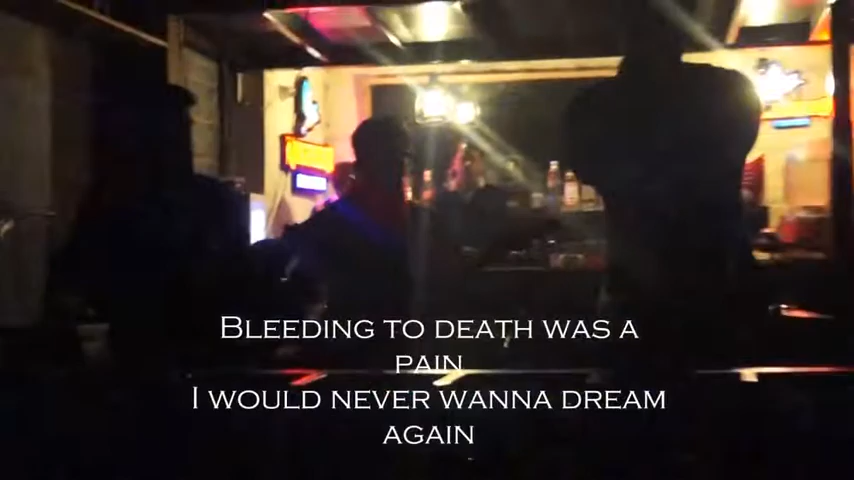 Bleeding to death was a
pain
I would never wanna dream
again